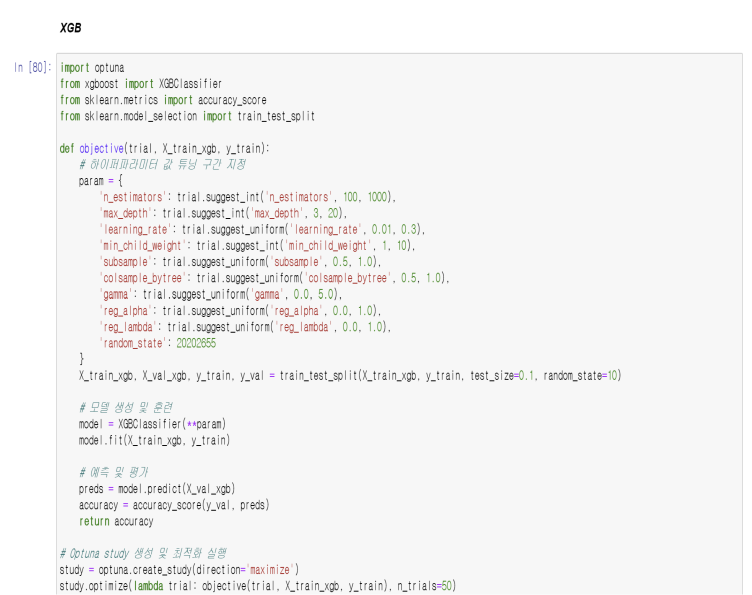 XGB
In [80]: import optuna
from xgboost import XGBClassifier
from sklearn.metrics import accuracy_score
from sklearn.model_selection import train_test_split
def objective(trial, X_train_xgb, y_train):
# 하이퍼파라미터 값 튜닝 구간 지정
param = {
'n_estimators': trial.suggest_int('n_estimators', 100, 1000),
'max_depth': trial.suggest_int('max_depth', 3, 20),
'learning_rate': trial.suggest_uniform('learning_rate', 0.01, 0.3),
'min_child_weight': trial.suggest_int('min_child_weight', 1, 10),
'subsample': trial.suggest_uniform('subsample', 0.5, 1.0),
'colsample_bytree': trial.suggest_uniform('colsample_bytree', 0.5, 1.0),
'gamma': trial.suggest_uniform('gamma', 0.0, 5.0),
'reg_alpha': trial.suggest_uniform('reg_alpha', 0.0, 1.0),
'reg_lambda': trial.suggest_uniform('reg_lambda', 0.0, 1.0),
'random_state': 20202655
}
X_train_xgb, X_val_xgb, y_train, y_val = train_test_split(X_train_xgb, y_train, test_size=0.1, random_state=10)
# 모델 생성 및 훈련
model = XGBClassifier(**param)
model.fit(X_train_xgb, y_train)
# 예측 및 평가
preds = model.predict(X_val_xgb)
accuracy = accuracy_score(y_val, preds)
return accuracy
# Optuna study 생성 및 최적화 실행
study = optuna.create_study(direction='maximize')
study.optimize(lambda trial: objective(trial, X_train_xgb, y_train), n_trials=50)